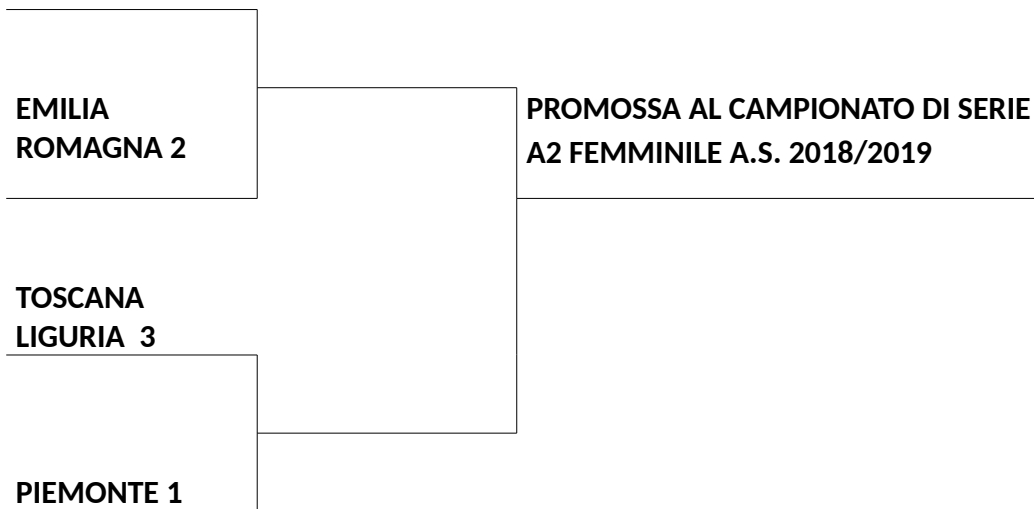 EMILIA
ROMAGNA 2
PROMOSSA AL CAMPIONATO DI SERIE
A2 FEMMINILE A.S. 2018/2019
TOSCANA
LIGURIA  3
PIEMONTE 1